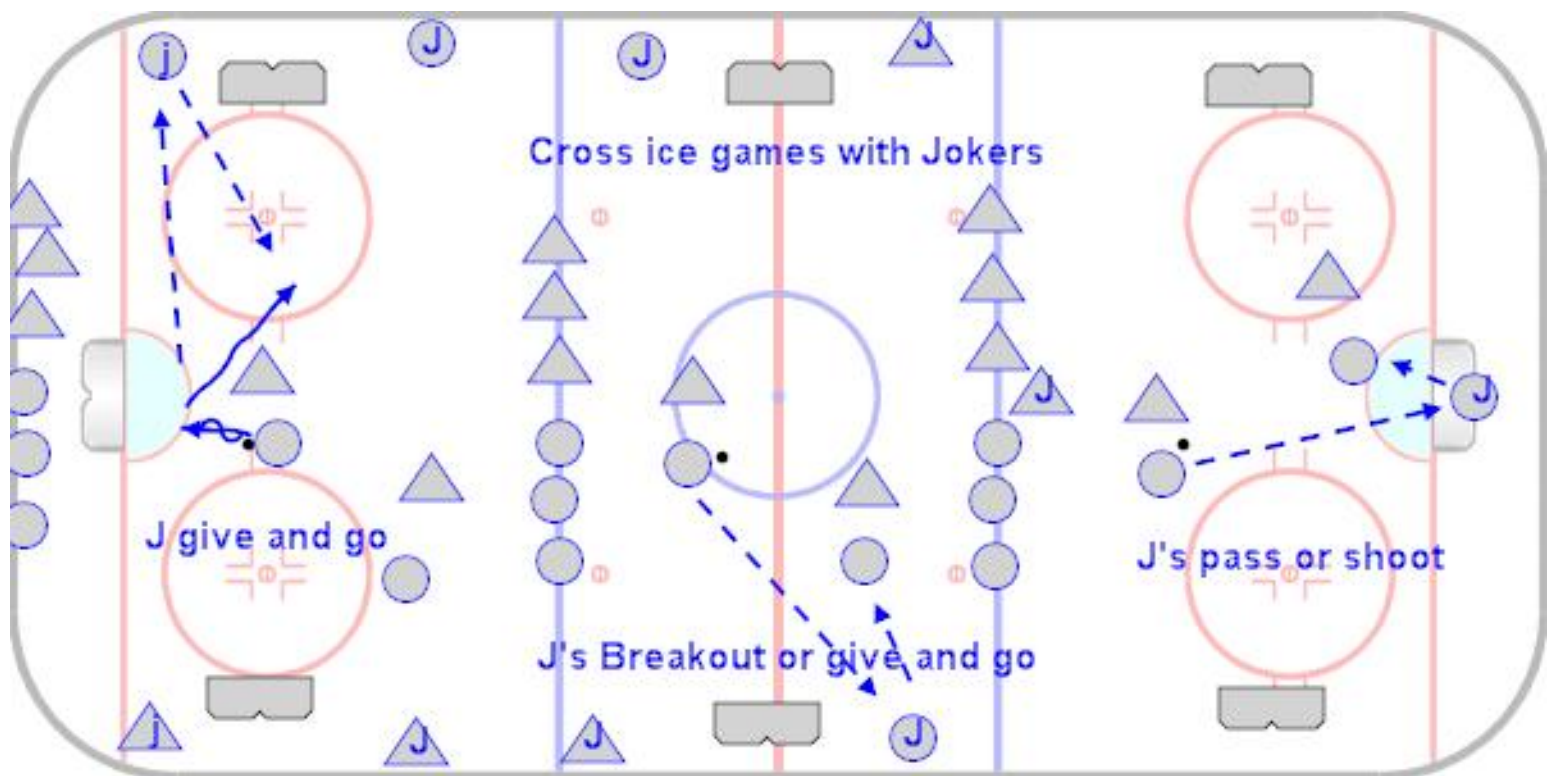 j
J
J
J
Cross ice games with Jokers
J
J
J give and go
J's pass or shoot
J's Breakout or give and go
j
J
J
J